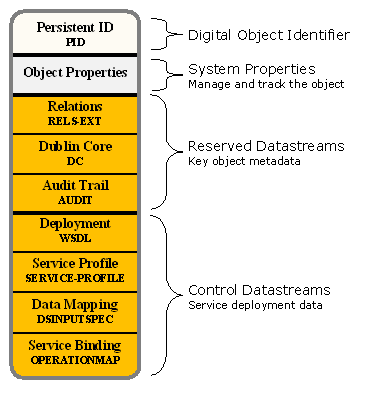 Persistent ID
PID
Digital Object Identifier
Object Properties
System Properties
Manage and track the object
Relations
RELS-EXT
Dublin Core
DC
Audit Trail
AUDIT
Reserved Datastreams
Key object metadata
Deployment
WSDL
Service Profile
SERVICE-PROFILE
Data Mapping
DSINPUTSPEC
Service Binding
OPERATIONMAP
Control Datastreams
Service deployment data